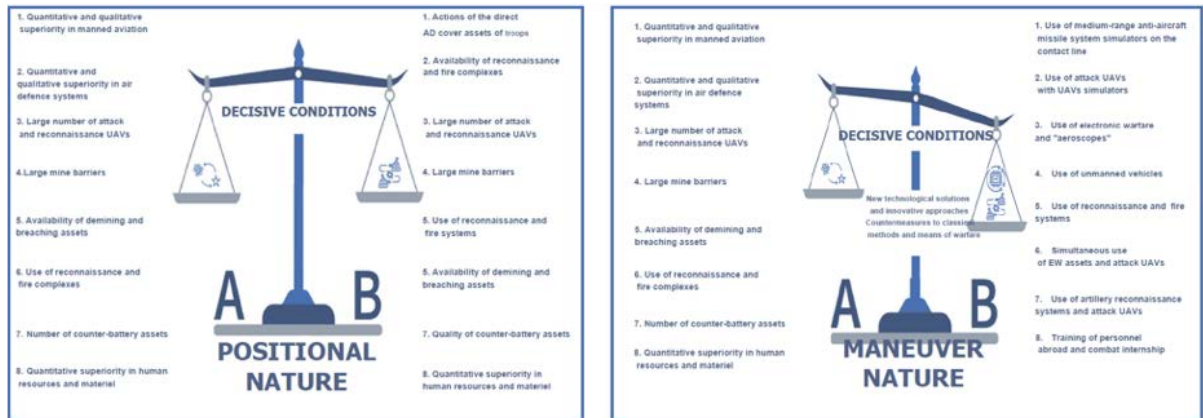 1. Quantitative and qualitative
superiority in manned aviation
2. Quantitative and
qualitative superiority in air
defence systems
3. Large number of attack
and reconnaissance UAVs
4.Large mine barriers
5. Availability of demining and
breaching assets
6. Use of reconnaissance and
fire complexes
7. Number of counter-battery assets
8. Quantitative superiority in human
resources and materiel
DECISIVE CONDITIONS
A B
POSITIONAL
NATURE
1. Actions of the direct
AD cover assets of troops
2. Availability of reconnaissance
and fire complexes
3. Large number of attack
and reconnaissance UAVs
4. Large mine barriers
5. Use of reconnaissance and
fire systems
5. Availability of demining and
breaching assets
7. Quality of counter-battery assets
8. Quantitative superiority in
human resources and materiel
1. Quantitative and qualitative
superiority in manned aviation
2. Quantitative and qualitative
superiority in air defence
systems
3. Large number of attack
and reconnaissance UAVs
4. Large mine barriers
5. Availability of demining and
breaching assets
6. Use of reconnaissance and
fire complexes
7. Number of counter-battery assets
8. Quantitative superiority in human
resources and materiel
DECISIVE CONDITIONS
New technological solutions
and innovative approaches
Countermeasures to classical
methods and means of warfare
A B
MANEUVER
NATURE
1. Use of medium-range anti-aircraft
missile system simulators on the
contact line
2. Use of attack UAVs
with UAVs simulators
3. Use of electronic warfare
and "aeroscopes"
4. Use of unmanned vehicles
5. Use of reconnaissance and fire
systems
6. Simultaneous use
of EW assets and attack UAVs
7. Use of artillery reconnaissance
systems and attack UAVs
8. Training of personnel
abroad and combat internship